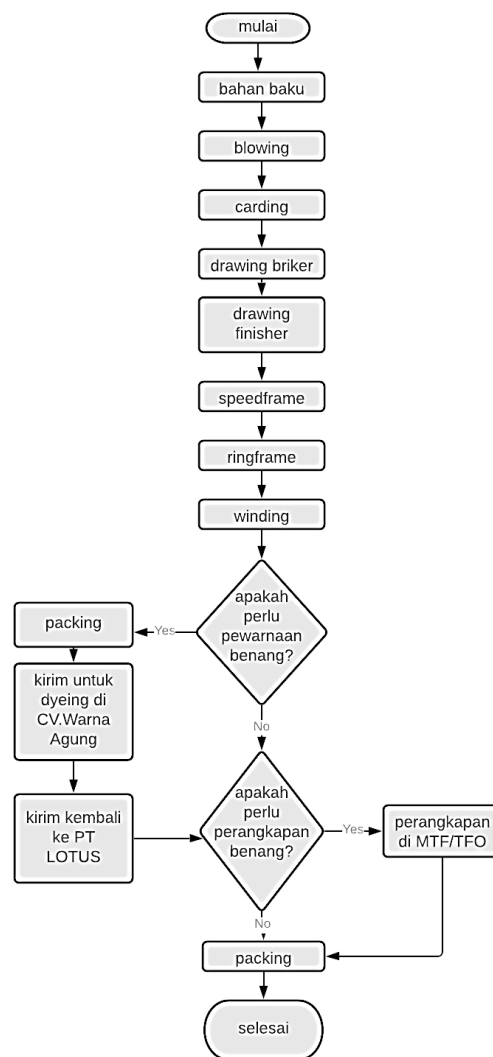 mulai
bahan baku
blowing
carding
drawing briker
drawing
finisher
speedframe
ringframe
winding
apakah
perlu
pewarnaan
benang?
Yes
packing
kirim untuk
dyeing di
CV.Warna
Agung
kirim kembali
ke PT
LOTUS
No
apakah
perlu
perangkapan
benang?
Yes
perangkapan
di MTF/TFO
No
packing
selesai